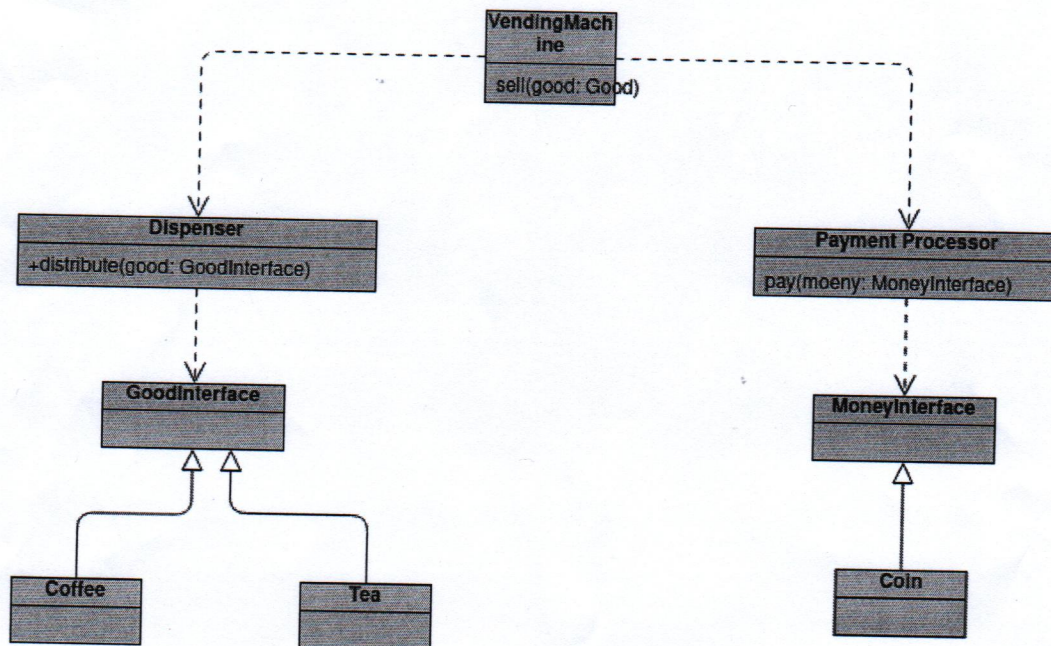 VendingMach
ine
sell(good: Good)
Dispenser
+distribute(good: GoodInterface)
Payment Processor
pay(moeny: MoneyInterface)
GoodInterface
MoneyInterface
Coffee
Tea
Coin